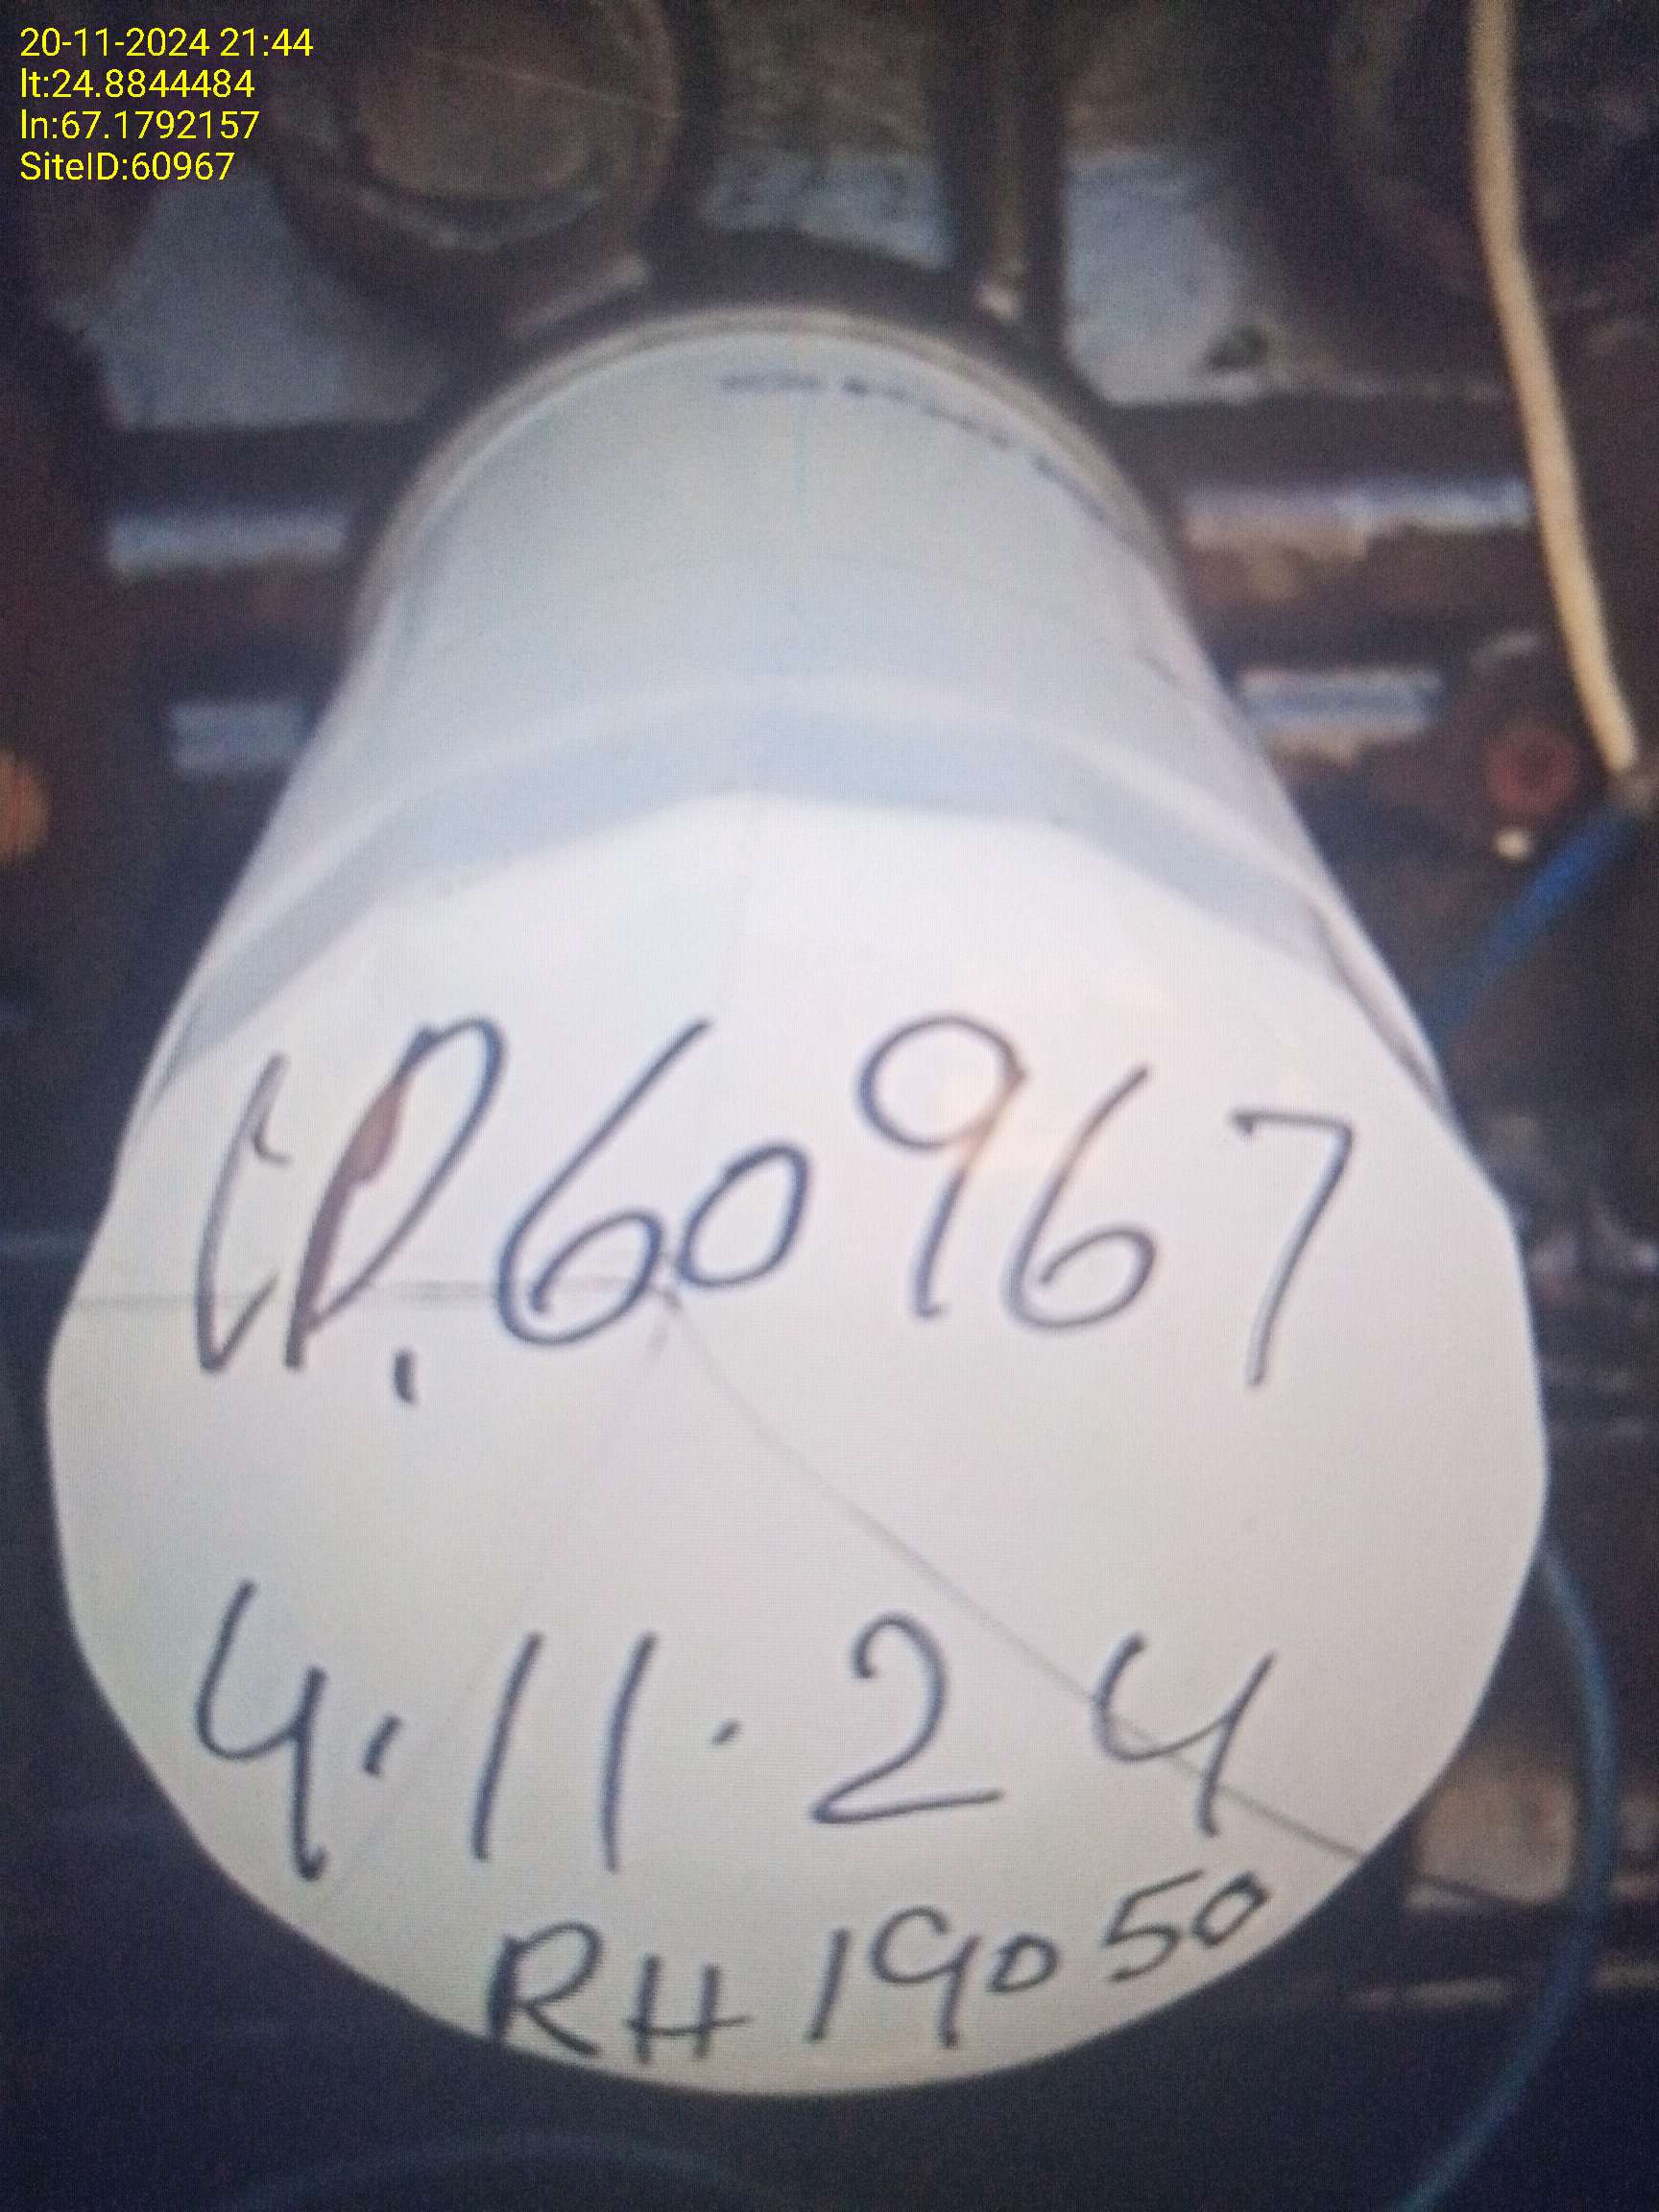 20-11-2024 21:44
lt:24.8844484
ln:67.1792157
SiteID:60967
60967
4.11.24
RH 19050